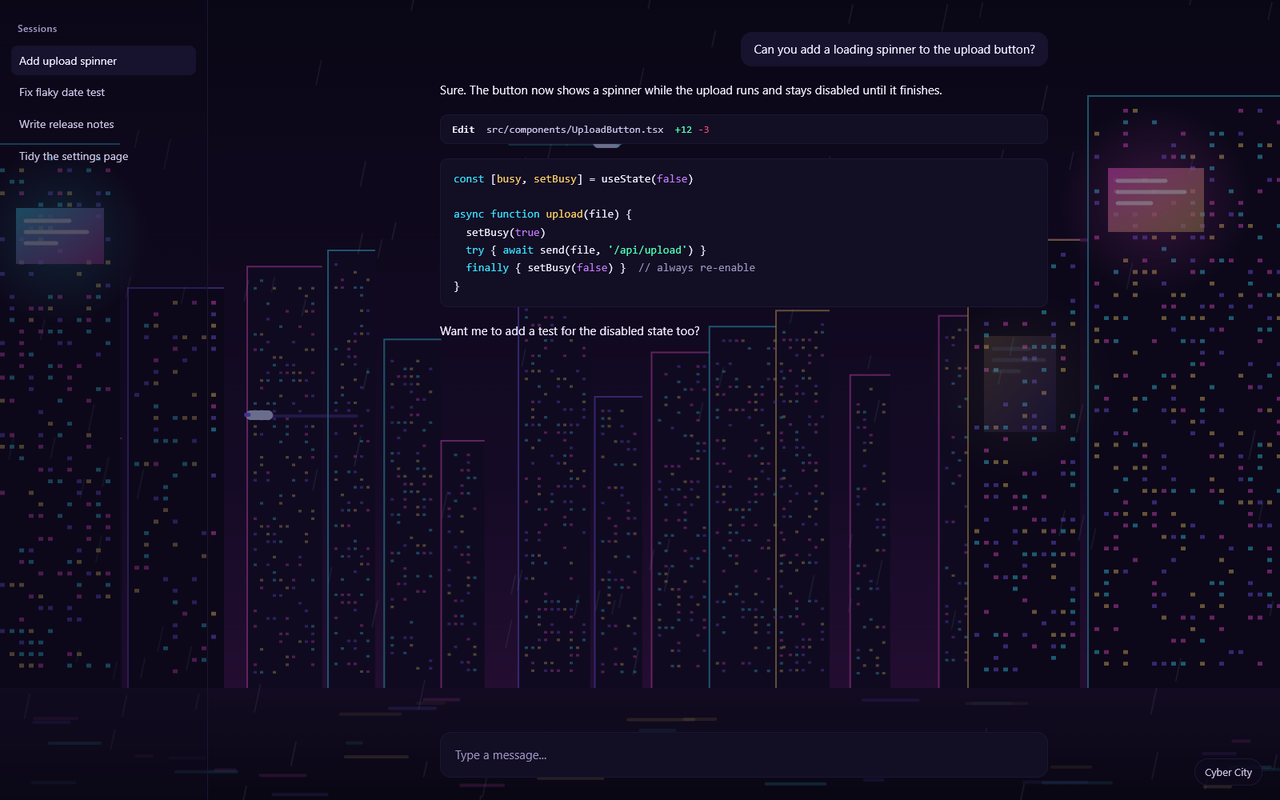 Sessions
Add upload spinner
Fix flaky date test
Write release notes
Tidy the settings page
Can you add a loading spinner to the upload button?
Sure. The button now shows a spinner while the upload runs and stays disabled until it finishes.
Edit src/components/UploadButton.tsx +12 -3
const [busy, setBusy] = useState(false)
async function upload(file) {
setBusy(true)
try { await send(file, '/api/upload') }
finally { setBusy(false) } // always re-enable
}
Want me to add a test for the disabled state too?
Type a message...
Cyber City